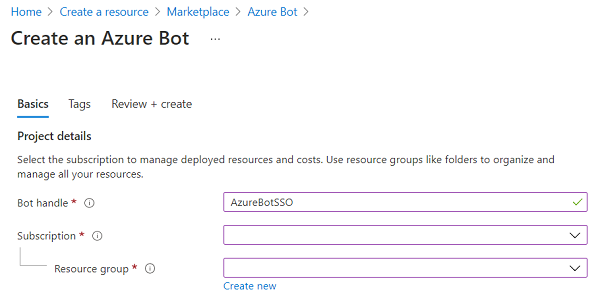 Home > Create a resource > Marketplace > Azure Bot >
Create an Azure Bot ...
Basics Tags Review + create
Project details
Select the subscription to manage deployed resources and costs. Use resource groups like folders to organize and
manage all your resources.
Bot handle * AzureBotSSO
Subscription *
Resource group *
Create new